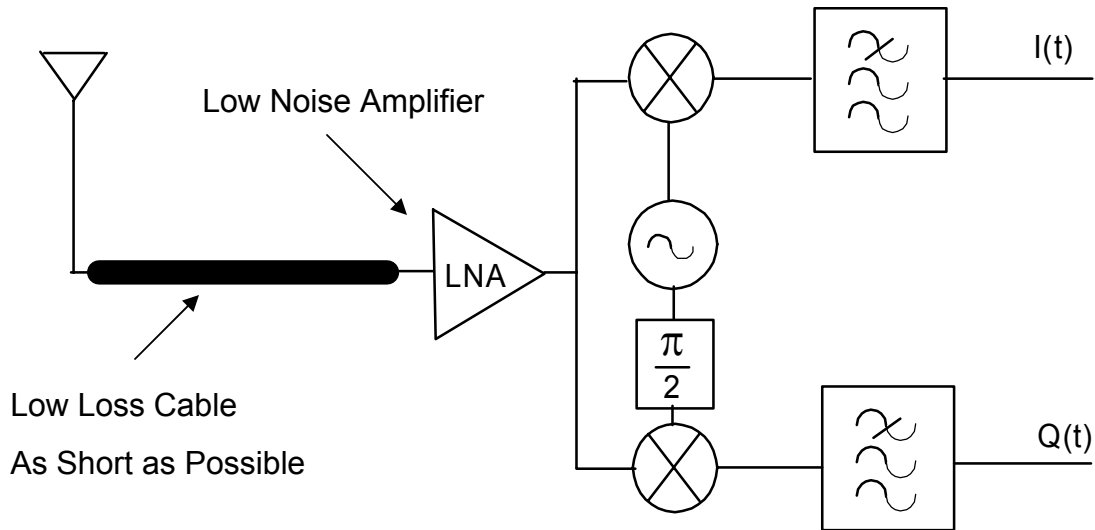 I(t)
Low Noise Amplifier
LNA
π
2
Low Loss Cable
As Short as Possible
Q(t)